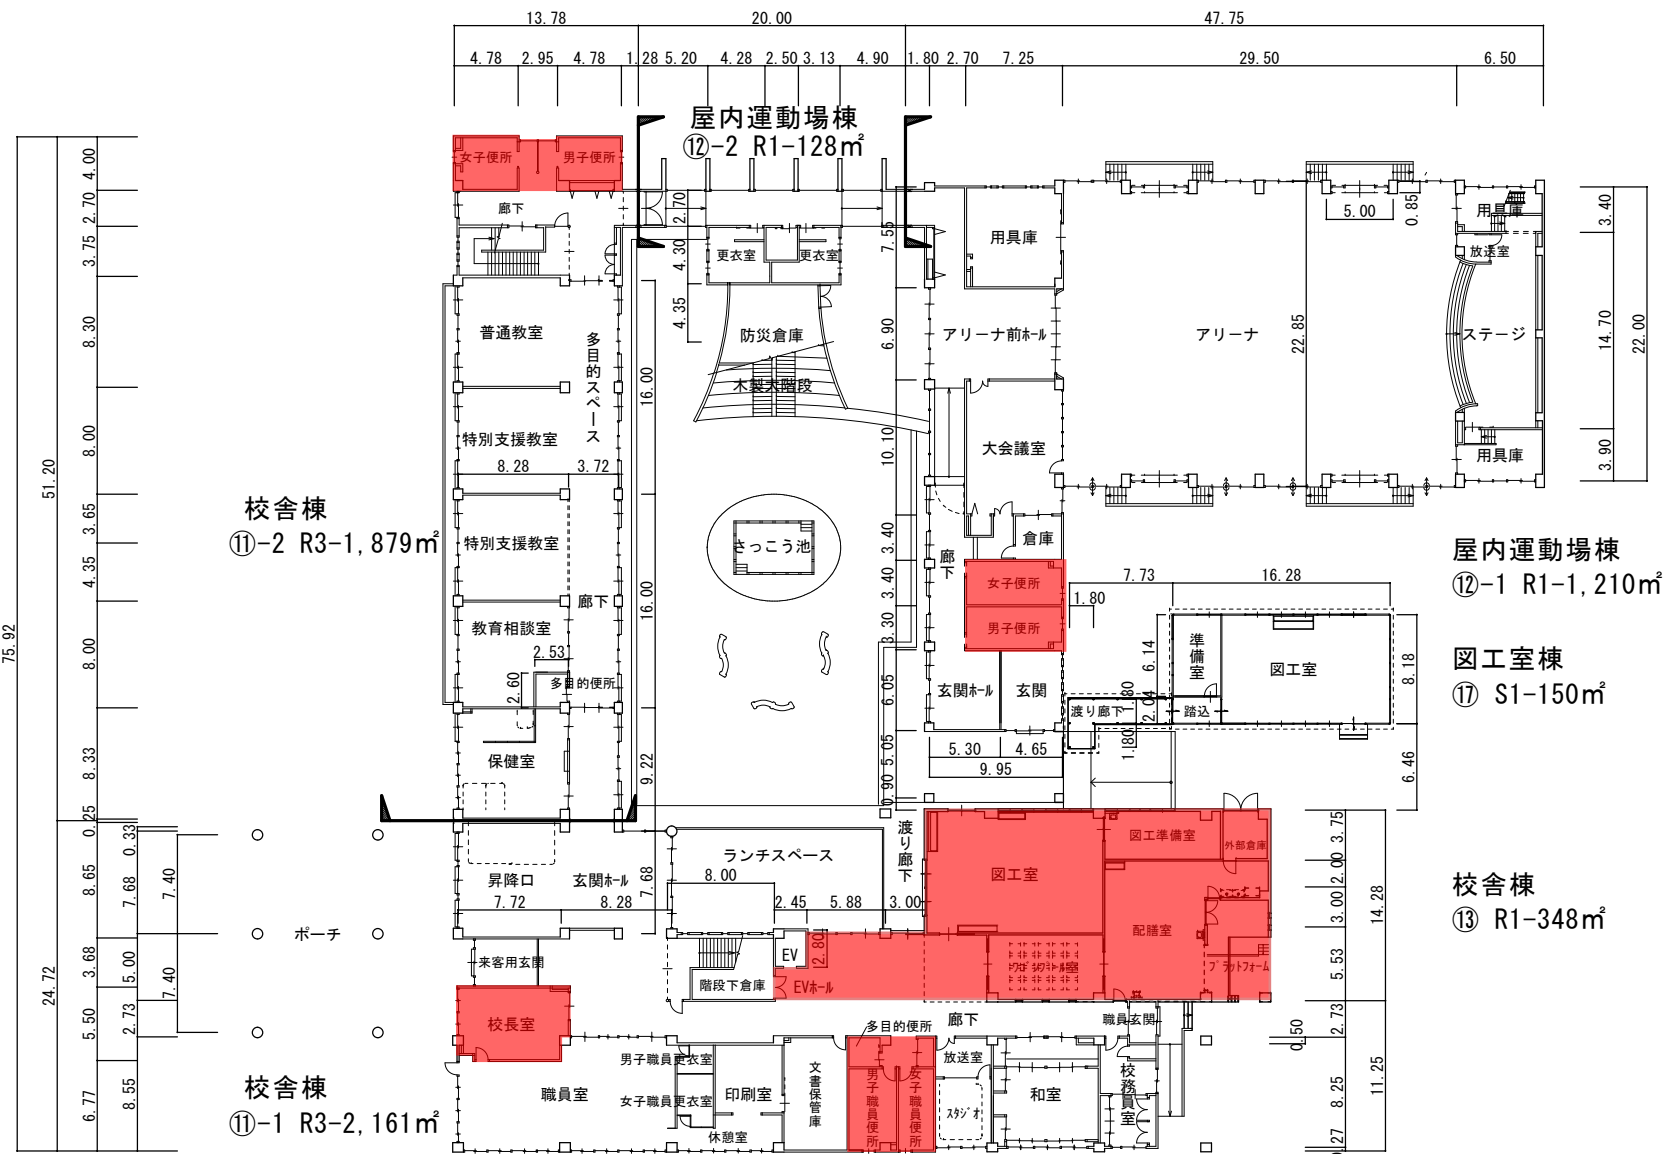 13.78 20.00 47.75
4.78 2.95 4.78 1.28 5.20 4.28 2.50 3.13 4.90 1.80 2.70 7.25 29.50 6.50
屋内運動場棟
⑫-2 R1-128㎡
女子便所 男子便所
廊下
4.00
2.70
3.75
8.30
8.00
3.65
4.35
8.00
8.33
0.25
8.65
3.68
5.50
6.77
51.20
24.72
75.92
0.33
7.68
5.00
2.73
8.55
7.40
7.40
普通教室
多目的スペース
特別支援教室
8.28 3.72
特別支援教室
廊下
教育相談室
2.53
2.60
多目的便所
保健室
16.00
16.00
9.22
7.68
2.70
4.30
4.35
更衣室 更衣室
防災倉庫
木製大階段
さっこう池
7.55
6.90
10.10
3.40
3.40
3.30
6.05
5.05
0.90
用具庫
アリーナ前ホール
大会議室
倉庫
廊下
女子便所
男子便所
玄関ホール 玄関
5.30 4.65
9.95
アリーナ
22.85
5.00
0.85
用具庫
放送室
ステージ
用具庫
3.40
14.70
3.90
22.00
校舎棟
⑪-2 R3-1,879㎡
屋内運動場棟
⑫-1 R1-1,210㎡
7.73 16.28
1.80
6.14
2.04
1.80
1.80
準備室
図工室
渡り廊下 踏込
8.18
6.46
図工室棟
⑰ S1-150㎡
昇降口 玄関ホール
7.72 8.28
ランチスペース
8.00
2.45 5.88 3.00
渡り廊下
図工室
図工準備室
外部倉庫
配膳室
プラットフォーム
3.75
2.00
3.00
5.53
2.73
8.25
14.28
11.25
0.50
校舎棟
⑬ R1-348㎡
ポーチ
来客用玄関
階段下倉庫
EV
2.80
EVホール
校長室
廊下
職員玄関
多目的便所
男子職員更衣室
女子職員更衣室
職員室
印刷室
休憩室
文書保管庫
男子職員便所
女子職員便所
放送室
スタジオ
和室
校務員室
校舎棟
⑪-1 R3-2,161㎡